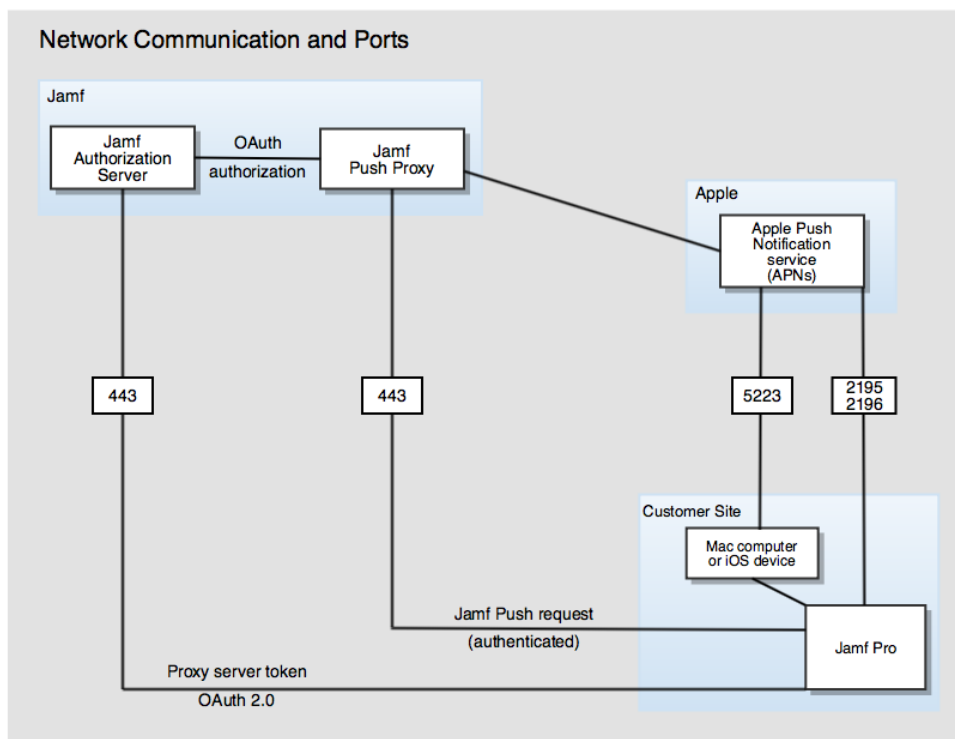 Network Communication and Ports
Jamf
Jamf
Authorization
Server
OAuth
authorization
Jamf
Push Proxy
Apple
Apple Push
Notification
service
(APNs)
443
443
5223
2195
2196
Customer Site
Mac computer
or iOS device
Jamf Push request
(authenticated)
Jamf Pro
Proxy server token
OAuth 2.0